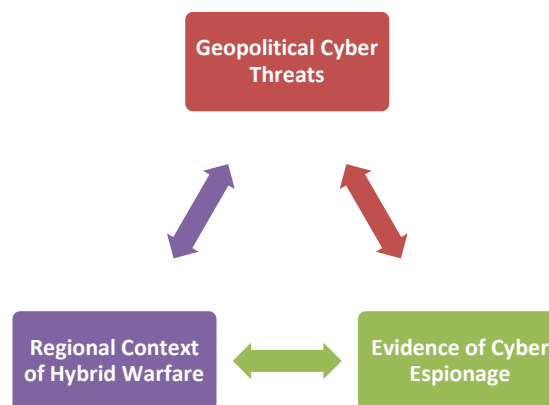 Geopolitical Cyber
Threats
Regional Context
of Hybrid Warfare
Evidence of Cyber
Espionage